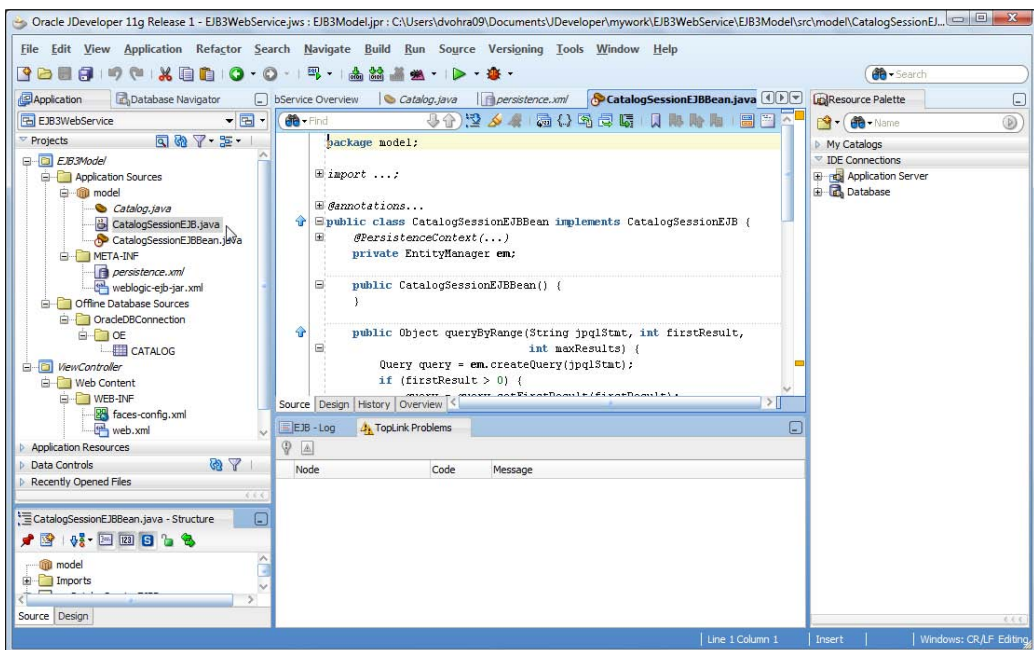 Oracle JDeveloper 11g Release 1 - EJB3WebService.jws : EJB3Model.jpr : C:\Users\dvohra09\Documents\JDeveloper\mywork\EJB3WebService\EJB3Model\src\model\CatalogSessionEJ...
File Edit View Application Refactor Search Navigate Build Run Source Versioning Tools Window Help
Search
Application
Database Navigator
EJB3WebService
Projects
EJB3Model
Application Sources
model
Catalog.java
CatalogSessionEJB.java
CatalogSessionEJBBean.java
META-INF
persistence.xml
weblogic-ejb-jar.xml
Offline Database Sources
OracleDBConnection
OE
CATALOG
ViewController
Web Content
WEB-INF
faces-config.xml
web.xml
Application Resources
Data Controls
Recently Opened Files
CatalogSessionEJBBean.java - Structure
model
Imports
Source Design
bService Overview Catalog.java persistence.xml CatalogSessionEJBBean.java
Find
package model;
import ...;
@annotations...
public class CatalogSessionEJBBean implements CatalogSessionEJB {
@PersistenceContext(...)
private EntityManager em;
public CatalogSessionEJBBean() {
}
public Object queryByRange(String jpqlStmt, int firstResult,
int maxResults) {
Query query = em.createQuery(jpqlStmt);
if (firstResult > 0) {
Source Design History Overview
EJB - Log TopLink Problems
Node Code Message
Resource Palette
Name
My Catalogs
IDE Connections
Application Server
Database
Line 1 Column 1 Insert Windows: CR/LF Editing